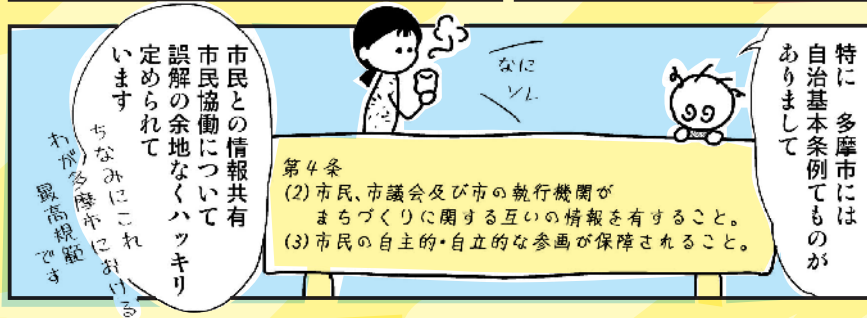 特に 多摩市には
自治基本条例てものが
ありまして
なに
ソレ
第4条
(2)市民、市議会及び市の執行機関が
まちづくりに関する互いの情報を有すること。
(3)市民の自主的・自立的な参画が保障されること。
市民との情報共有
市民協働について
誤解の余地なくハッキリ
定められて
います
ちなみにこれ
わが多摩市における
最高規範
です